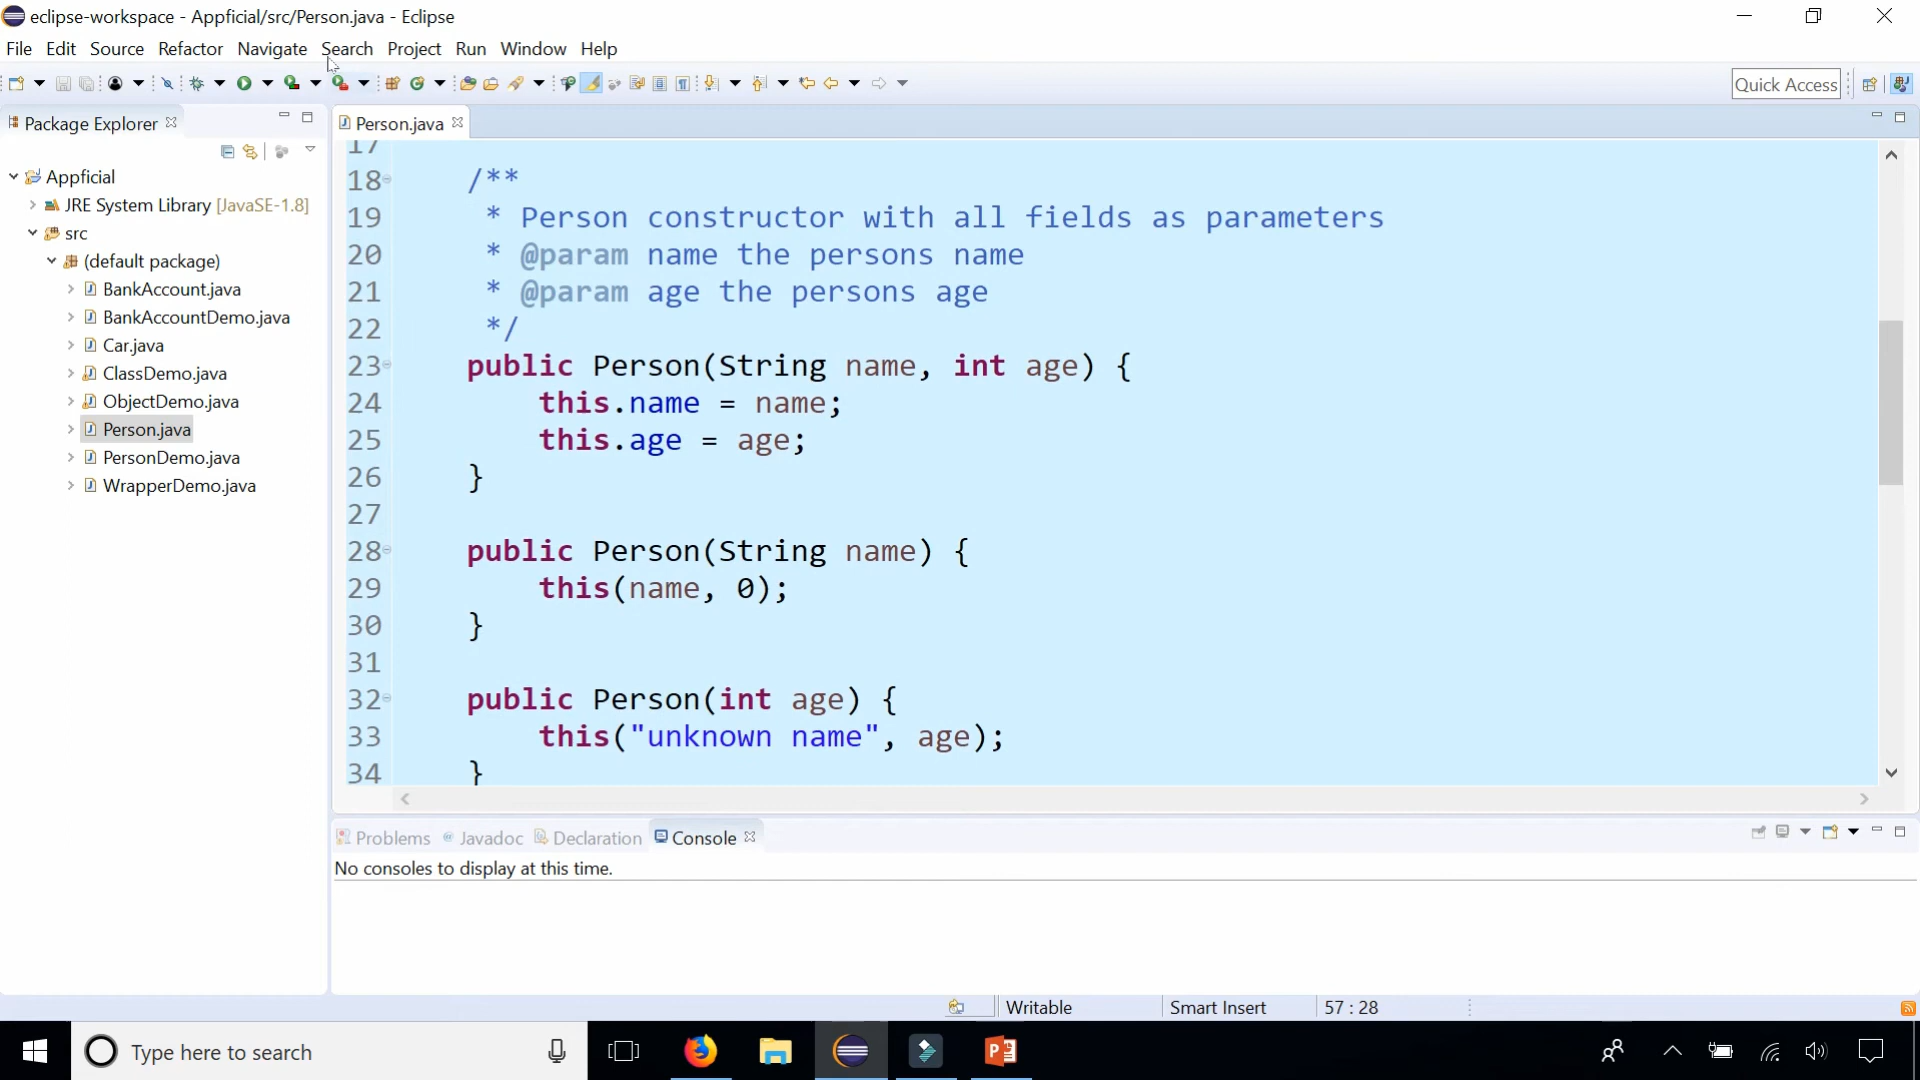 eclipse-workspace - Appficial/src/Person.java - Eclipse
File Edit Source Refactor Navigate Search Project Run Window Help
Quick Access
Package Explorer
Person.java
Appficial
JRE System Library [JavaSE-1.8]
src
(default package)
BankAccount.java
BankAccountDemo.java
Car.java
ClassDemo.java
ObjectDemo.java
Person.java
PersonDemo.java
WrapperDemo.java
17
18 /**
19 * Person constructor with all fields as parameters
20 * @param name the persons name
21 * @param age the persons age
22 */
23 public Person(String name, int age) {
24 this.name = name;
25 this.age = age;
26 }
27
28 public Person(String name) {
29 this(name, 0);
30 }
31
32 public Person(int age) {
33 this("unknown name", age);
34 }
Problems Javadoc Declaration Console
No consoles to display at this time.
Writable Smart Insert 57 : 28
Type here to search